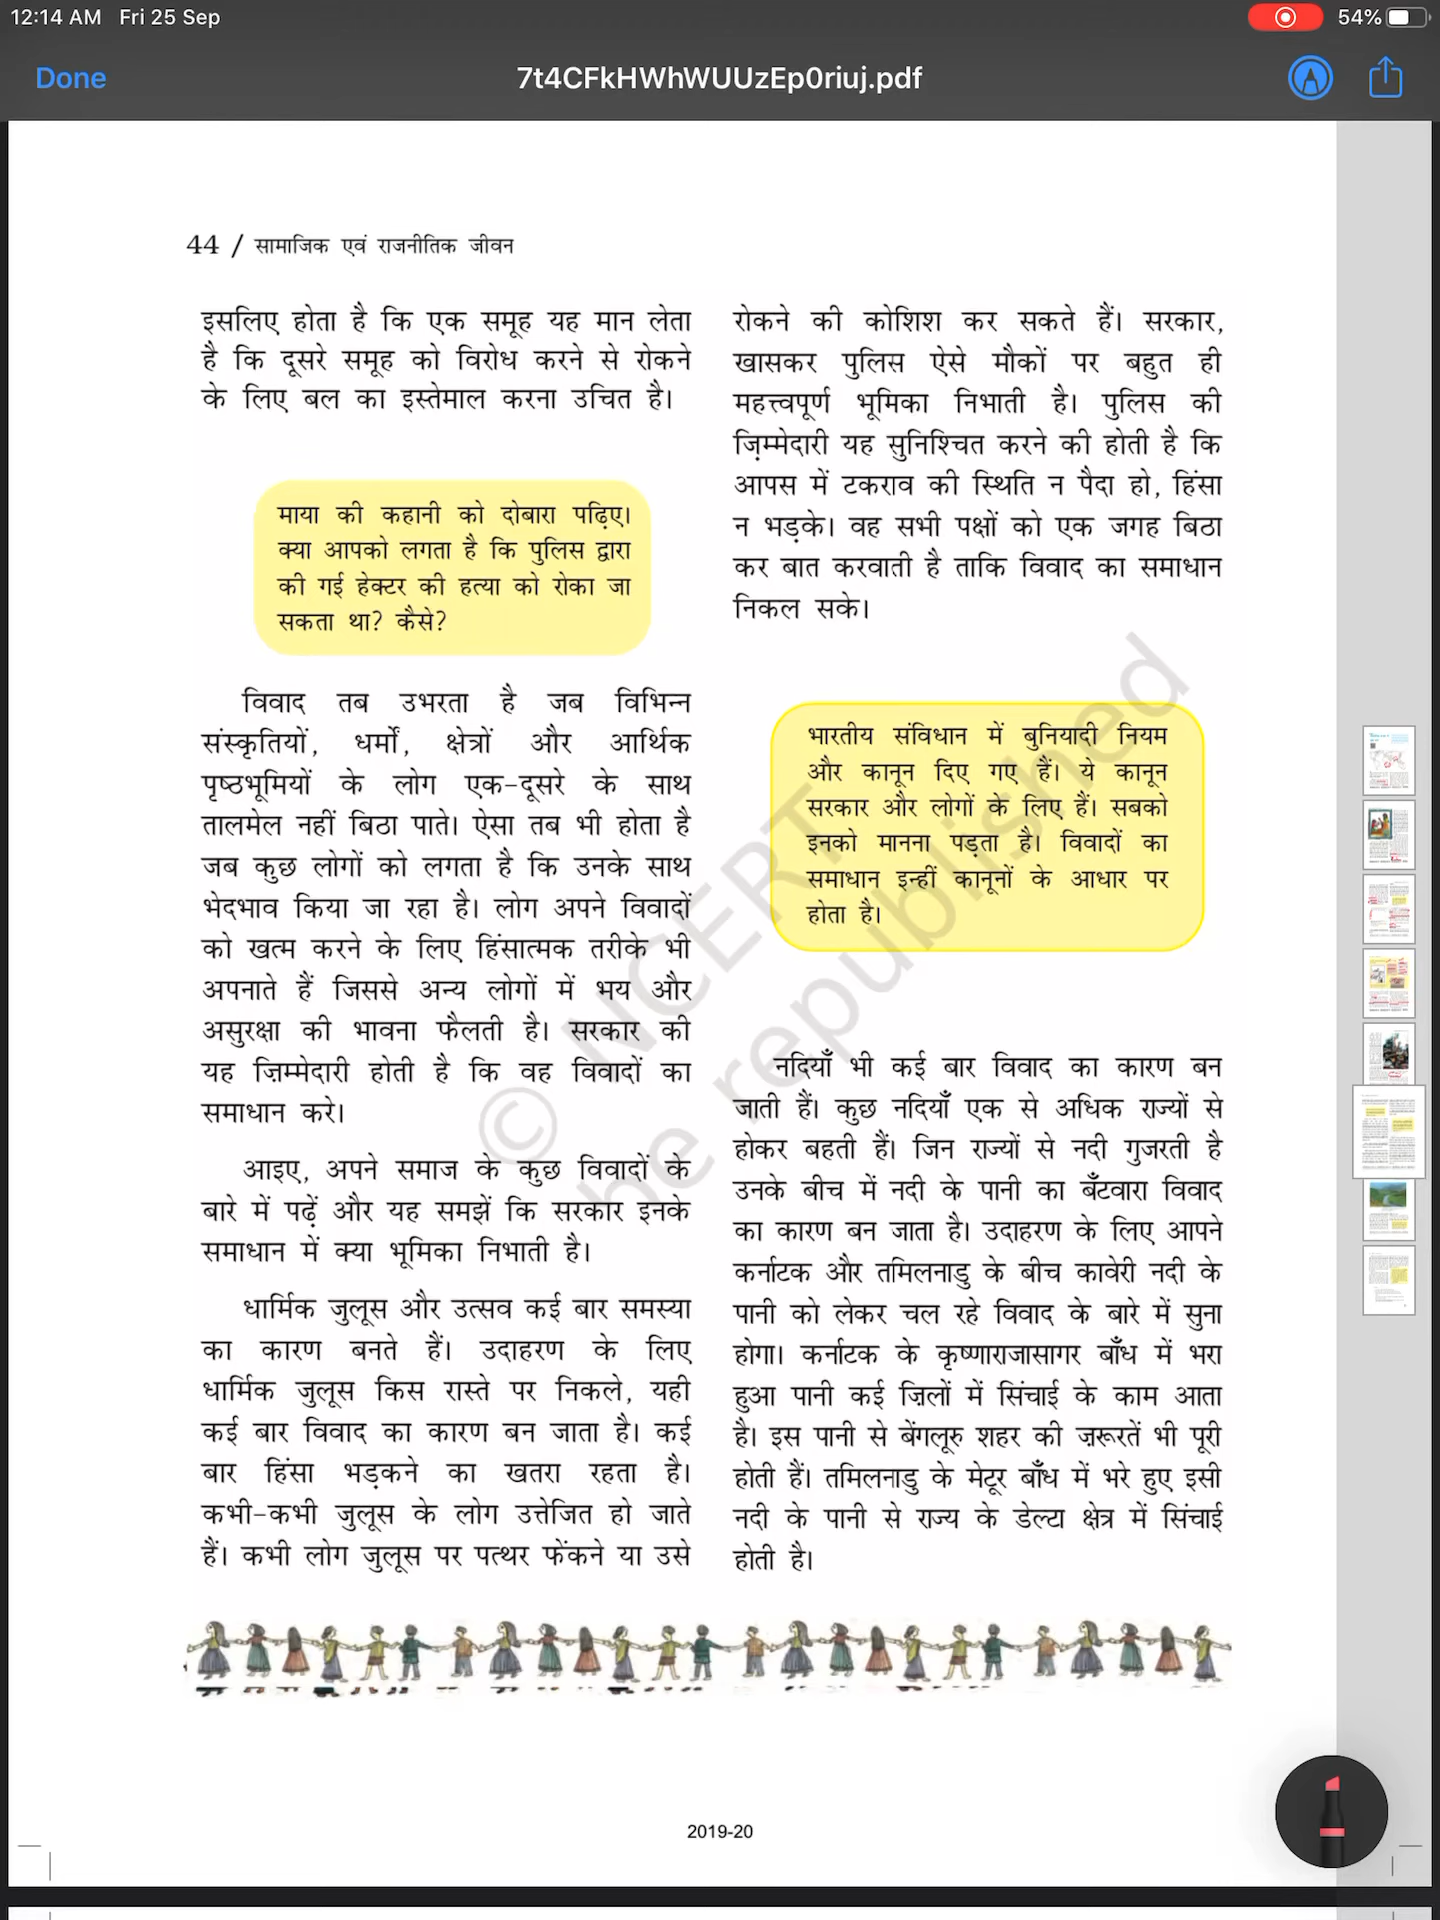 12:14 AM Fri 25 Sep
54%
Done
7t4CFkHWhWUUzEp0riuj.pdf
44 / सामाजिक एवं राजनीतिक जीवन
इसलिए होता है कि एक समूह यह मान लेता
है कि दूसरे समूह को विरोध करने से रोकने
के लिए बल का इस्तेमाल करना उचित है।
माया की कहानी को दोबारा पढ़िए।
क्या आपको लगता है कि पुलिस द्वारा
की गई हेक्टर की हत्या को रोका जा
सकता था? कैसे?
विवाद तब उभरता है जब विभिन्न
संस्कृतियों, धर्मों, क्षेत्रों और आर्थिक
पृष्ठभूमियों के लोग एक-दूसरे के साथ
तालमेल नहीं बिठा पाते। ऐसा तब भी होता है
जब कुछ लोगों को लगता है कि उनके साथ
भेदभाव किया जा रहा है। लोग अपने विवादों
को खत्म करने के लिए हिंसात्मक तरीके भी
अपनाते हैं जिससे अन्य लोगों में भय और
असुरक्षा की भावना फैलती है। सरकार की
यह ज़िम्मेदारी होती है कि वह विवादों का
समाधान करे।
आइए, अपने समाज के कुछ विवादों के
बारे में पढ़ें और यह समझें कि सरकार इनके
समाधान में क्या भूमिका निभाती है।
धार्मिक जुलूस और उत्सव कई बार समस्या
का कारण बनते हैं। उदाहरण के लिए
धार्मिक जुलूस किस रास्ते पर निकले, यही
कई बार विवाद का कारण बन जाता है। कई
बार हिंसा भड़कने का खतरा रहता है।
कभी-कभी जुलूस के लोग उत्तेजित हो जाते
हैं। कभी लोग जुलूस पर पत्थर फेंकने या उसे
रोकने की कोशिश कर सकते हैं। सरकार,
खासकर पुलिस ऐसे मौकों पर बहुत ही
महत्त्वपूर्ण भूमिका निभाती है। पुलिस की
ज़िम्मेदारी यह सुनिश्चित करने की होती है कि
आपस में टकराव की स्थिति न पैदा हो, हिंसा
न भड़के। वह सभी पक्षों को एक जगह बिठा
कर बात करवाती है ताकि विवाद का समाधान
निकल सके।
भारतीय संविधान में बुनियादी नियम
और कानून दिए गए हैं। ये कानून
सरकार और लोगों के लिए हैं। सबको
इनको मानना पड़ता है। विवादों का
समाधान इन्हीं कानूनों के आधार पर
होता है।
नदियाँ भी कई बार विवाद का कारण बन
जाती हैं। कुछ नदियाँ एक से अधिक राज्यों से
होकर बहती हैं। जिन राज्यों से नदी गुजरती है
उनके बीच में नदी के पानी का बँटवारा विवाद
का कारण बन जाता है। उदाहरण के लिए आपने
कर्नाटक और तमिलनाडु के बीच कावेरी नदी के
पानी को लेकर चल रहे विवाद के बारे में सुना
होगा। कर्नाटक के कृष्णाराजासागर बाँध में भरा
हुआ पानी कई ज़िलों में सिंचाई के काम आता
है। इस पानी से बेंगलूरु शहर की ज़रूरतें भी पूरी
होती हैं। तमिलनाडु के मेटूर बाँध में भरे हुए इसी
नदी के पानी से राज्य के डेल्टा क्षेत्र में सिंचाई
होती है।
© NCERT
be republished
2019-20